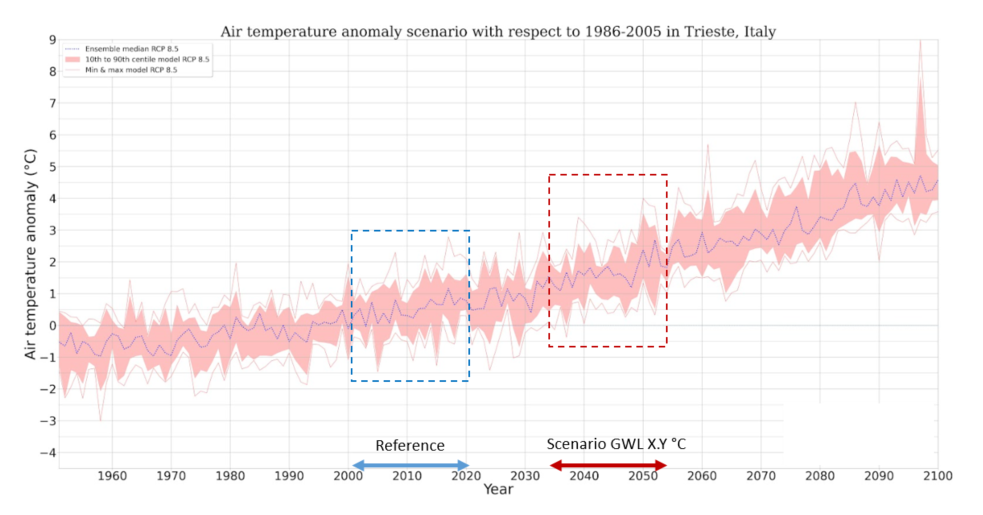 Air temperature anomaly scenario with respect to 1986-2005 in Trieste, Italy
Ensemble median RCP 8.5
10th to 90th centile model RCP 8.5
Min & max model RCP 8.5
Air temperature anomaly (°C)
9
8
7
6
5
4
3
2
1
0
−1
−2
−3
−4
Reference
Scenario GWL X.Y °C
1960 1970 1980 1990 2000 2010 2020 2030 2040 2050 2060 2070 2080 2090 2100
Year